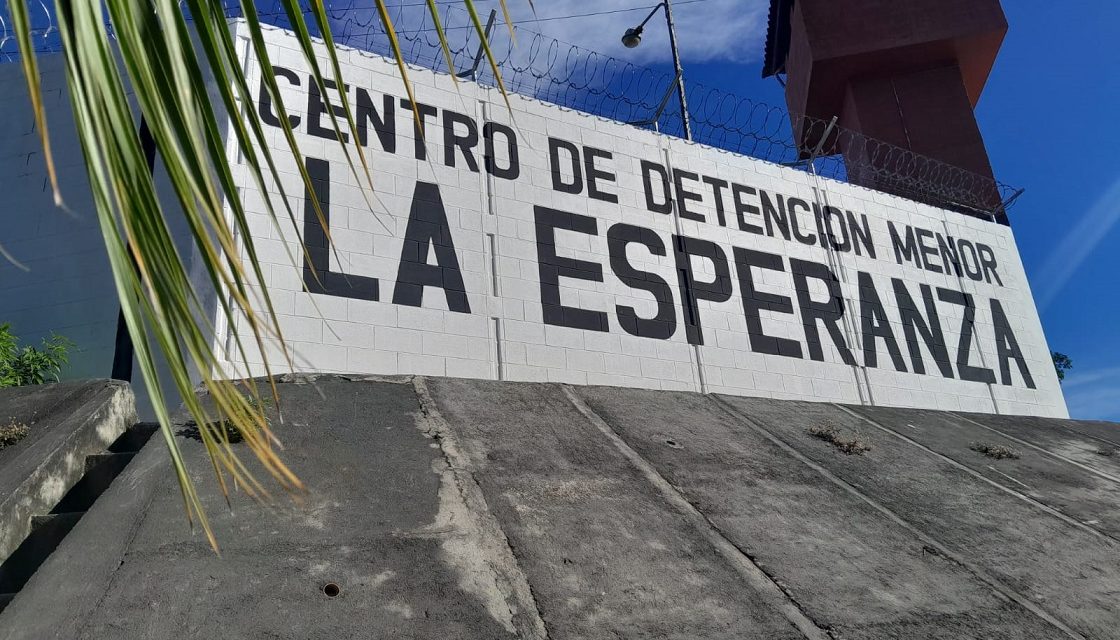 CENTRO DE DETENCION MENOR
LA ESPERANZA